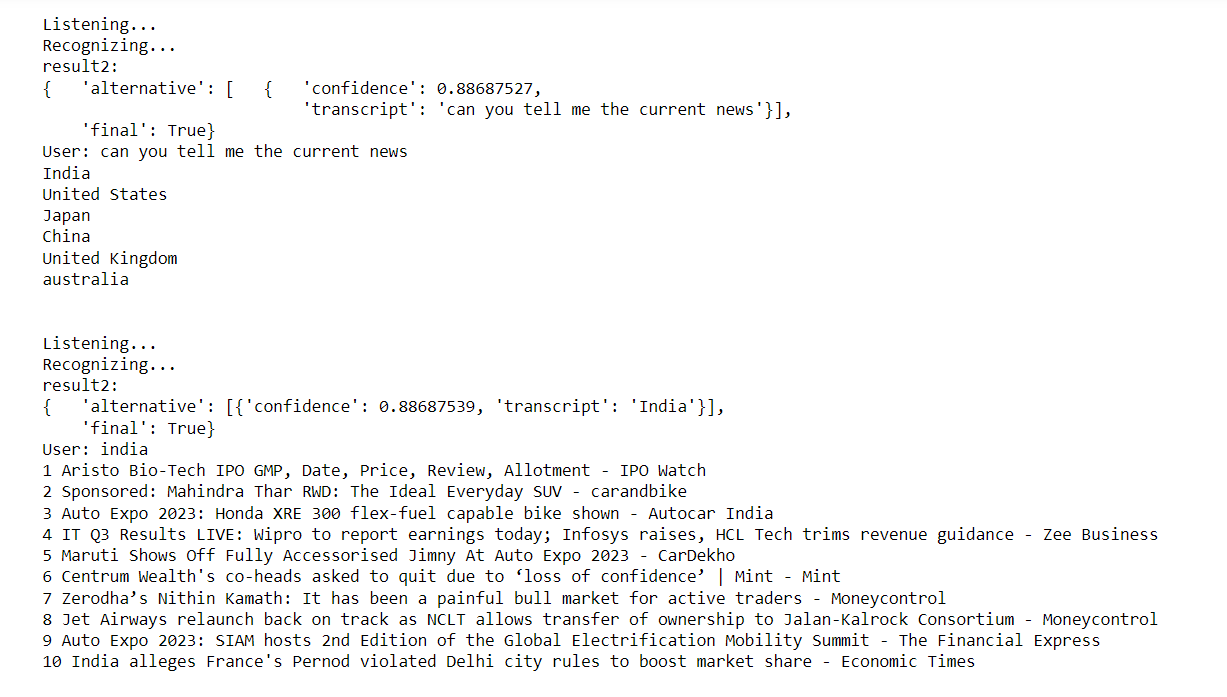 Listening...
Recognizing...
result2:
{   'alternative': [   {   'confidence': 0.88687527,
                           'transcript': 'can you tell me the current news'}],
    'final': True}
User: can you tell me the current news
India
United States
Japan
China
United Kingdom
australia
Listening...
Recognizing...
result2:
{   'alternative': [{'confidence': 0.88687539, 'transcript': 'India'}],
    'final': True}
User: india
1 Aristo Bio-Tech IPO GMP, Date, Price, Review, Allotment - IPO Watch
2 Sponsored: Mahindra Thar RWD: The Ideal Everyday SUV - carandbike
3 Auto Expo 2023: Honda XRE 300 flex-fuel capable bike shown - Autocar India
4 IT Q3 Results LIVE: Wipro to report earnings today; Infosys raises, HCL Tech trims revenue guidance - Zee Business
5 Maruti Shows Off Fully Accessorised Jimny At Auto Expo 2023 - CarDekho
6 Centrum Wealth's co-heads asked to quit due to ‘loss of confidence’ | Mint - Mint
7 Zerodha’s Nithin Kamath: It has been a painful bull market for active traders - Moneycontrol
8 Jet Airways relaunch back on track as NCLT allows transfer of ownership to Jalan-Kalrock Consortium - Moneycontrol
9 Auto Expo 2023: SIAM hosts 2nd Edition of the Global Electrification Mobility Summit - The Financial Express
10 India alleges France's Pernod violated Delhi city rules to boost market share - Economic Times